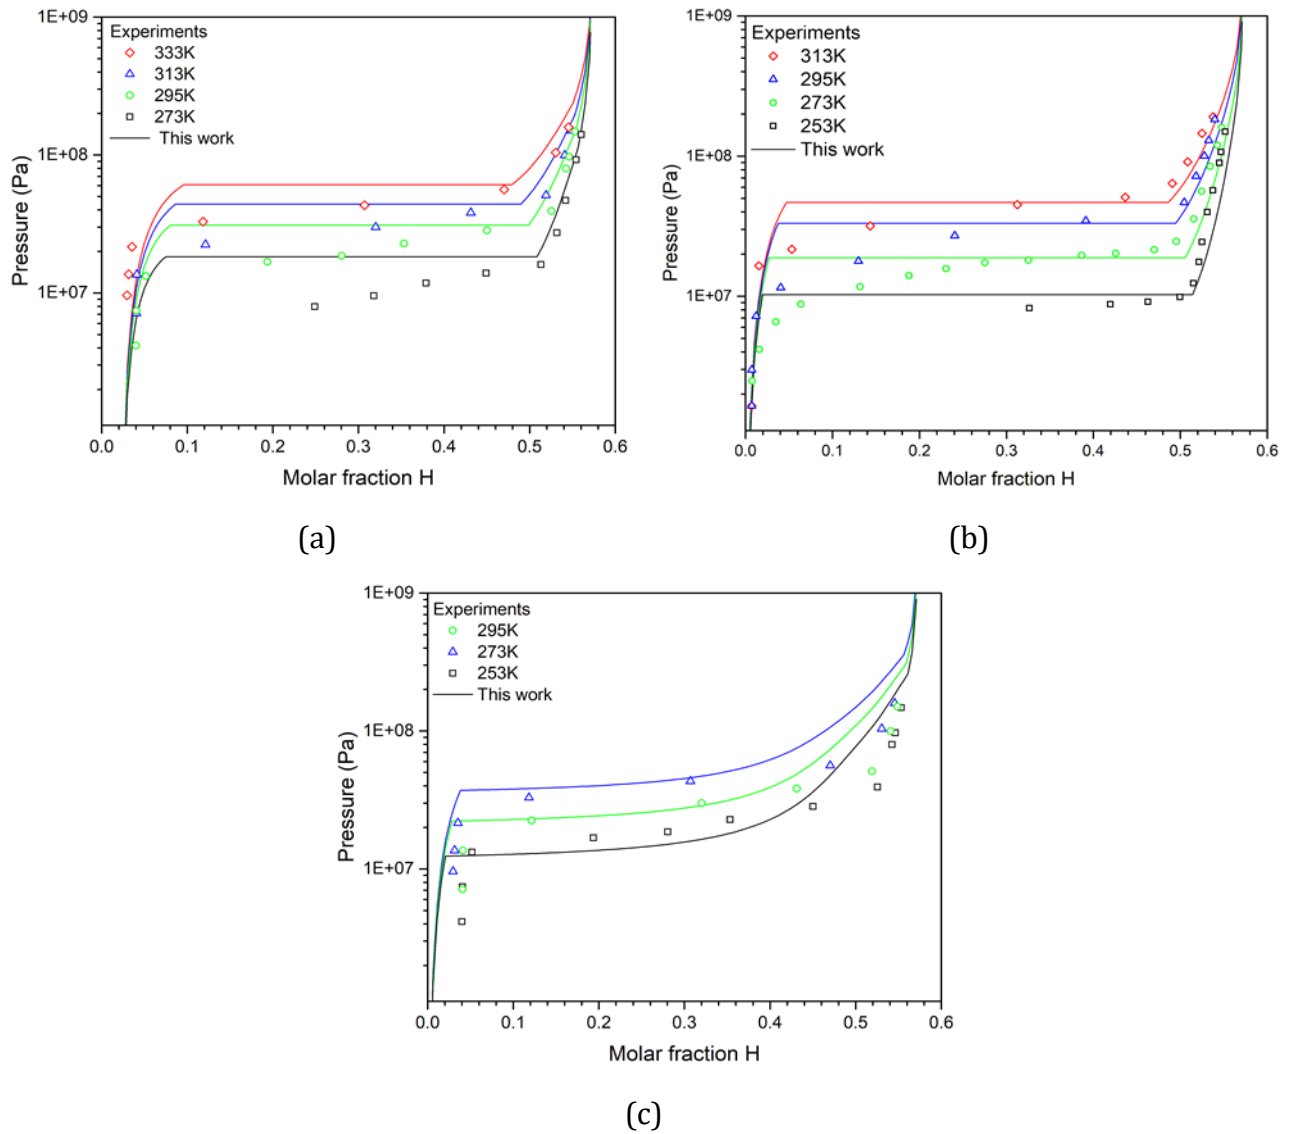 Experiments
333K
313K
295K
273K
This work
1E+09
1E+08
1E+07
Pressure (Pa)
0.0 0.1 0.2 0.3 0.4 0.5 0.6
Molar fraction H
(a)
Experiments
313K
295K
273K
253K
This work
1E+09
1E+08
1E+07
Pressure (Pa)
0.0 0.1 0.2 0.3 0.4 0.5 0.6
Molar fraction H
(b)
Experiments
295K
273K
253K
This work
1E+09
1E+08
1E+07
Pressure (Pa)
0.0 0.1 0.2 0.3 0.4 0.5 0.6
Molar fraction H
(c)